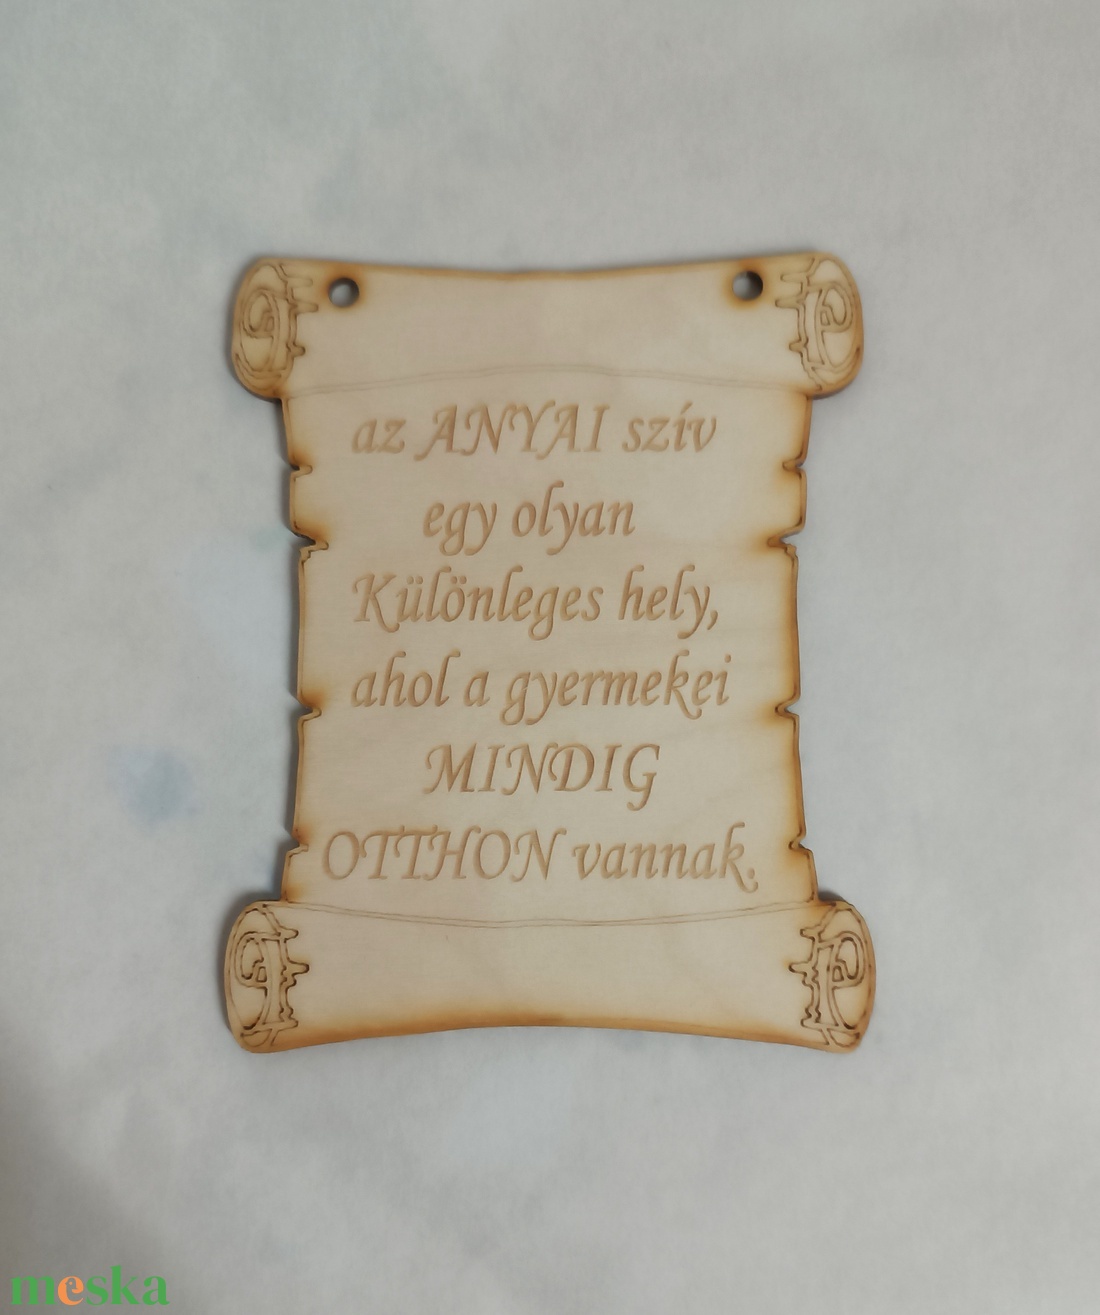 az ANYAI szív
egy olyan
Különleges hely,
ahol a gyermekei
MINDIG
OTTHON vannak.
meska